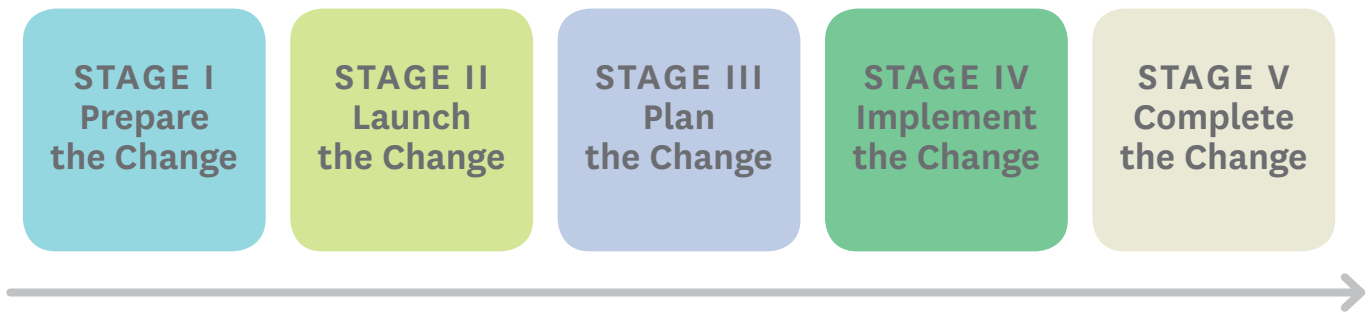 STAGE I
Prepare
the Change
STAGE II
Launch
the Change
STAGE III
Plan
the Change
STAGE IV
Implement
the Change
STAGE V
Complete
the Change